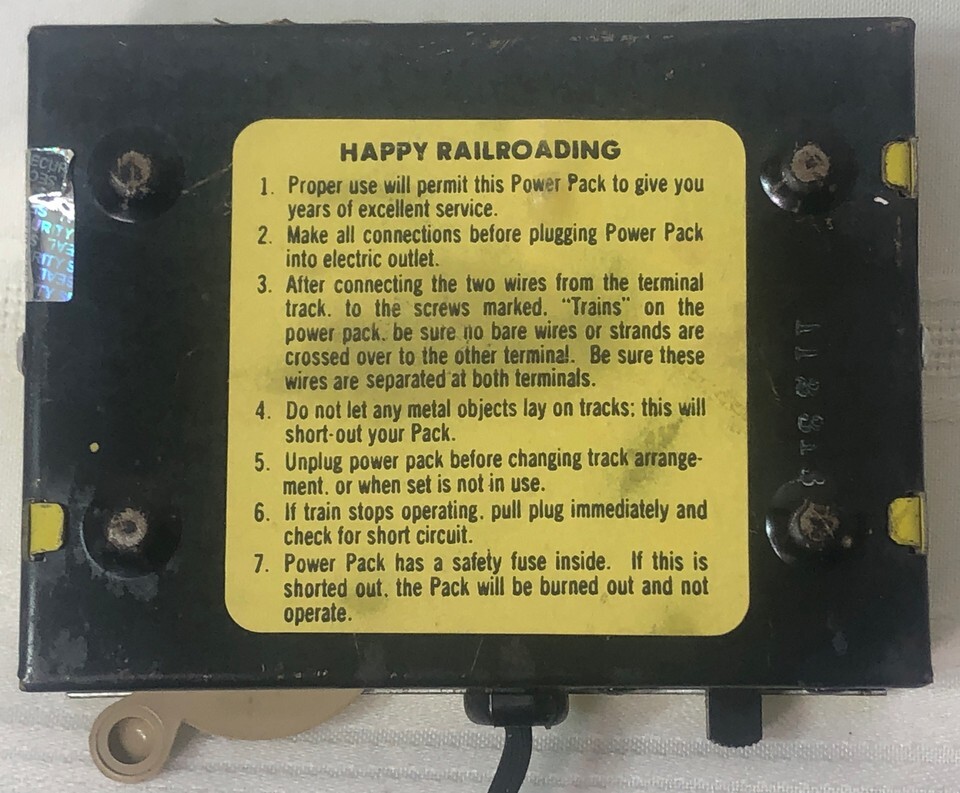 HAPPY RAILROADING
1. Proper use will permit this Power Pack to give you
years of excellent service.
2. Make all connections before plugging Power Pack
into electric outlet.
3. After connecting the two wires from the terminal
track. to the screws marked. "Trains" on the
power pack. be sure no bare wires or strands are
crossed over to the other terminal. Be sure these
wires are separated at both terminals.
4. Do not let any metal objects lay on tracks; this will
short-out your Pack.
5. Unplug power pack before changing track arrange-
ment. or when set is not in use.
6. If train stops operating. pull plug immediately and
check for short circuit.
7. Power Pack has a safety fuse inside. If this is
shorted out. the Pack will be burned out and not
operate.